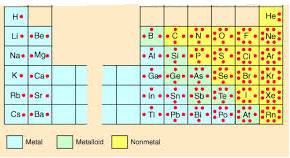 H He
Li Be B C N O F Ne
Na Mg Al Si P S Cl Ar
K Ca Ga Ge As Se Br Kr
Rb Sr In Sn Sb Te I Xe
Cs Ba Tl Pb Bi Po At Rn
Metal Metalloid Nonmetal